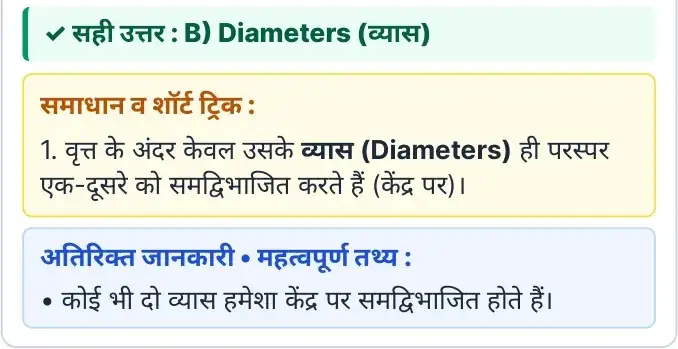 ✓ सही उत्तर : B) Diameters (व्यास)
समाधान व शॉर्ट ट्रिक :
1. वृत्त के अंदर केवल उसके व्यास (Diameters) ही परस्पर
एक-दूसरे को समद्विभाजित करते हैं (केंद्र पर)।
अतिरिक्त जानकारी • महत्वपूर्ण तथ्य :
• कोई भी दो व्यास हमेशा केंद्र पर समद्विभाजित होते हैं।